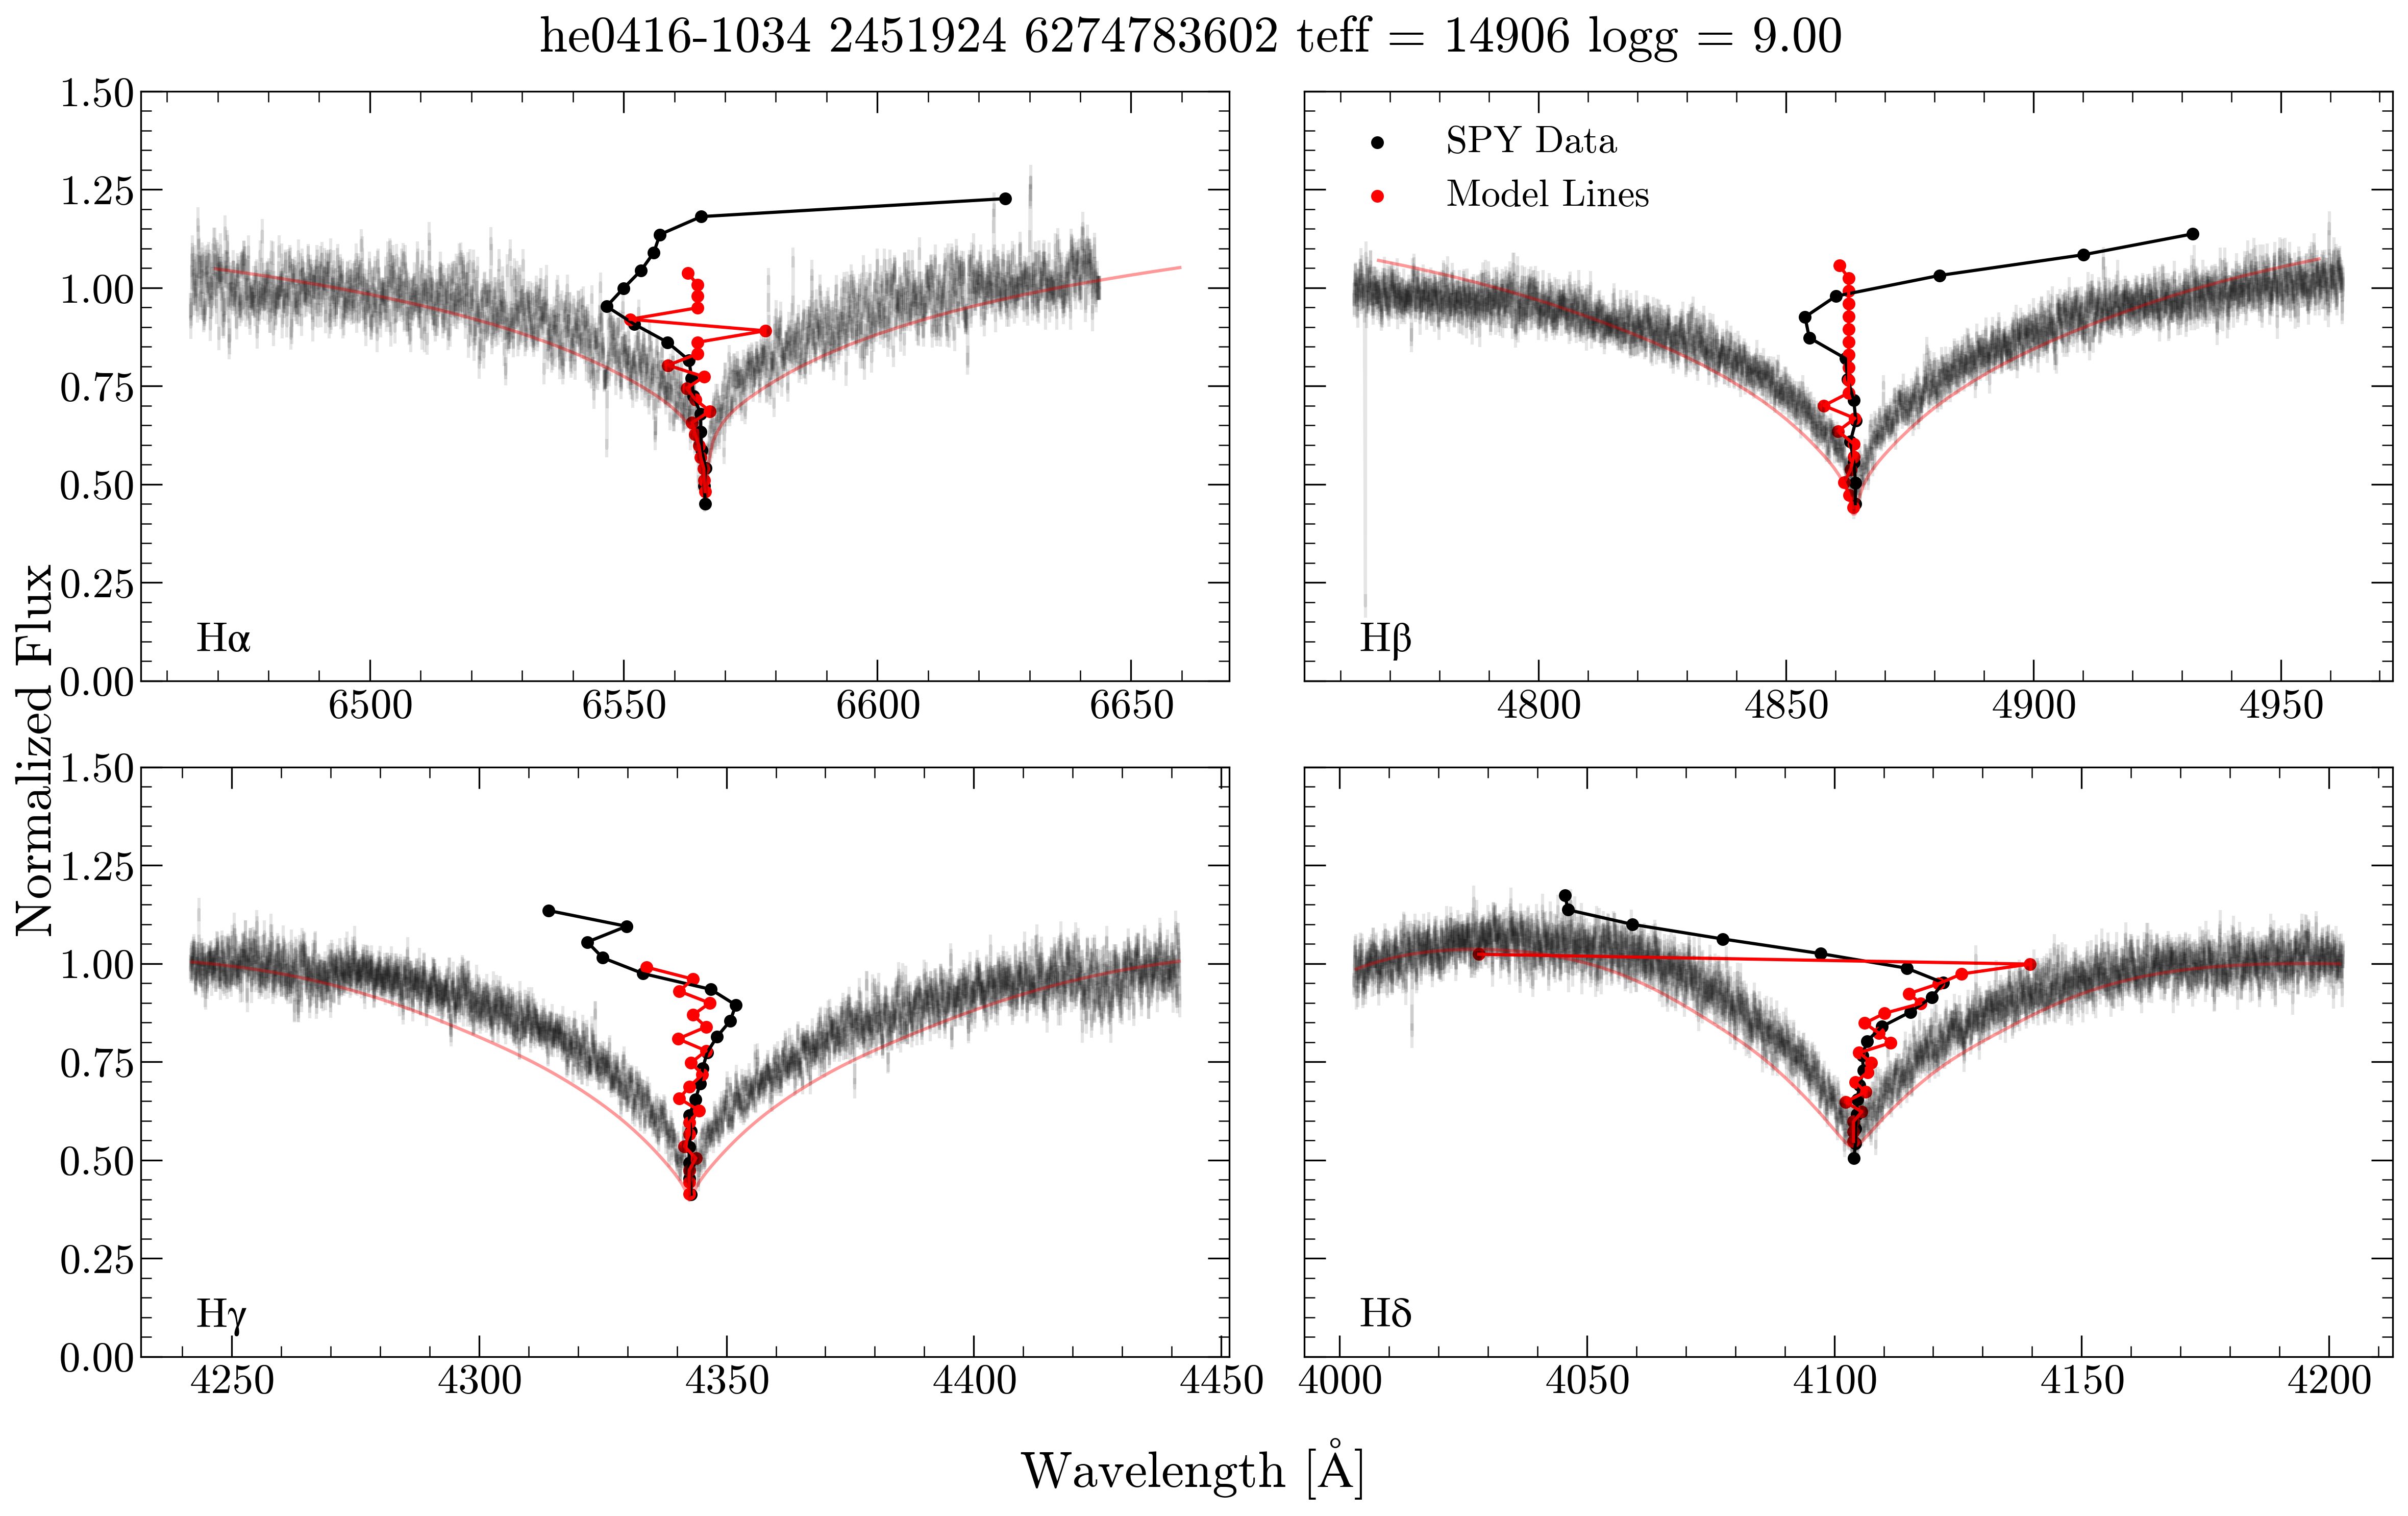 he0416-1034 2451924 6274783602 teff = 14906 logg = 9.00
Normalized Flux
1.50
1.25
1.00
0.75
0.50
0.25
0.00
Hα
6500 6550 6600 6650
SPY Data
Model Lines
Hβ
4800 4850 4900 4950
1.50
1.25
1.00
0.75
0.50
0.25
0.00
Hγ
4250 4300 4350 4400 4450
Hδ
4000 4050 4100 4150 4200
Wavelength [Å]